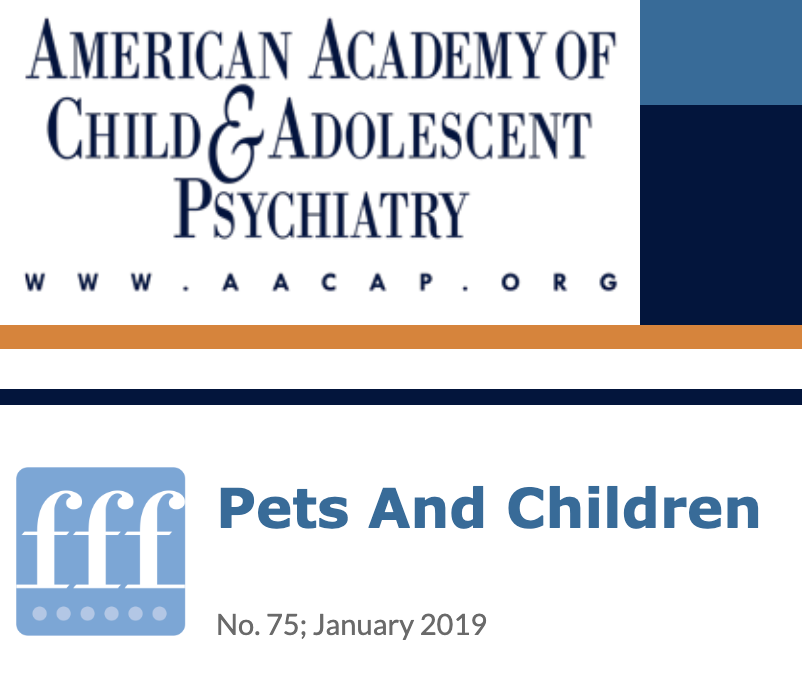 AMERICAN ACADEMY OF
CHILD & ADOLESCENT
PSYCHIATRY
WWW.AACAP.ORG
fff
Pets And Children
No. 75; January 2019